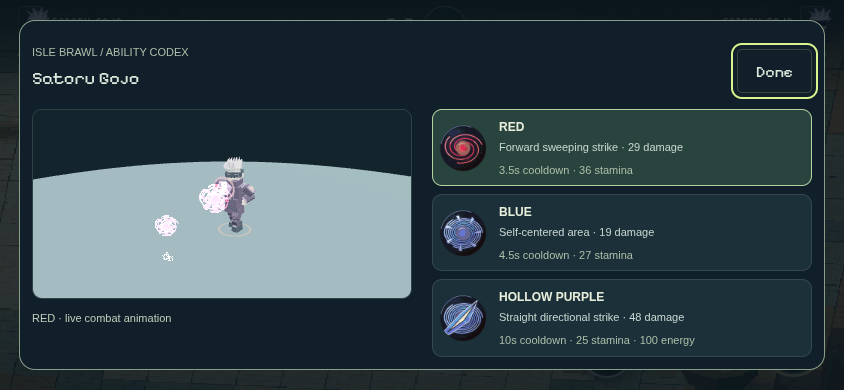 ISLE BRAWL / ABILITY CODEX
Satoru Gojo
Done
RED · live combat animation
RED
Forward sweeping strike · 29 damage
3.5s cooldown · 36 stamina
BLUE
Self-centered area · 19 damage
4.5s cooldown · 27 stamina
HOLLOW PURPLE
Straight directional strike · 48 damage
10s cooldown · 25 stamina · 100 energy